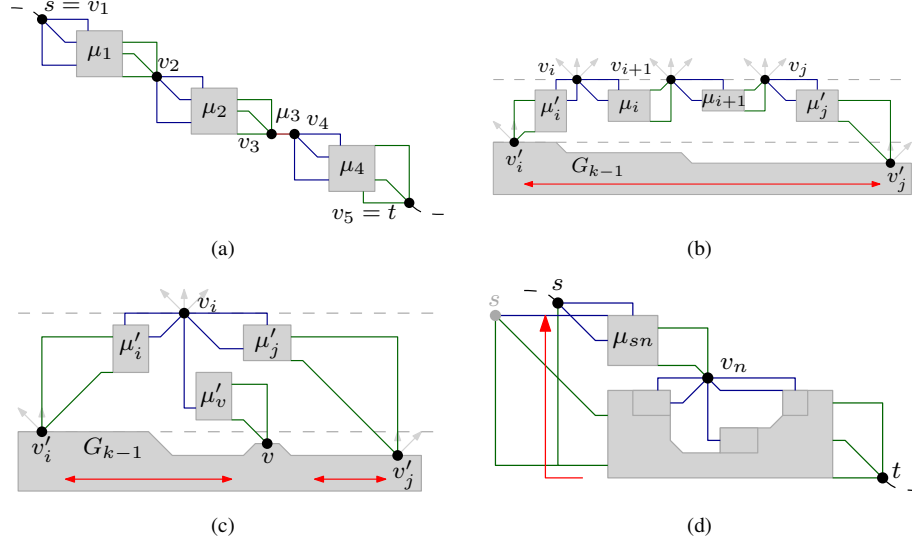 s = v₁
μ₁
v₂
μ₂
μ₃
v₃
v₄
μ₄
v₅ = t
(a)
vᵢ
vᵢ₊₁
vⱼ
μ′ᵢ
μᵢ
μᵢ₊₁
μ′ⱼ
v′ᵢ
Gₖ₋₁
v′ⱼ
(b)
vᵢ
μ′ᵢ
μ′ⱼ
μ′ᵥ
v′ᵢ
Gₖ₋₁
v
v′ⱼ
(c)
s
s
μₛₙ
vₙ
t
(d)